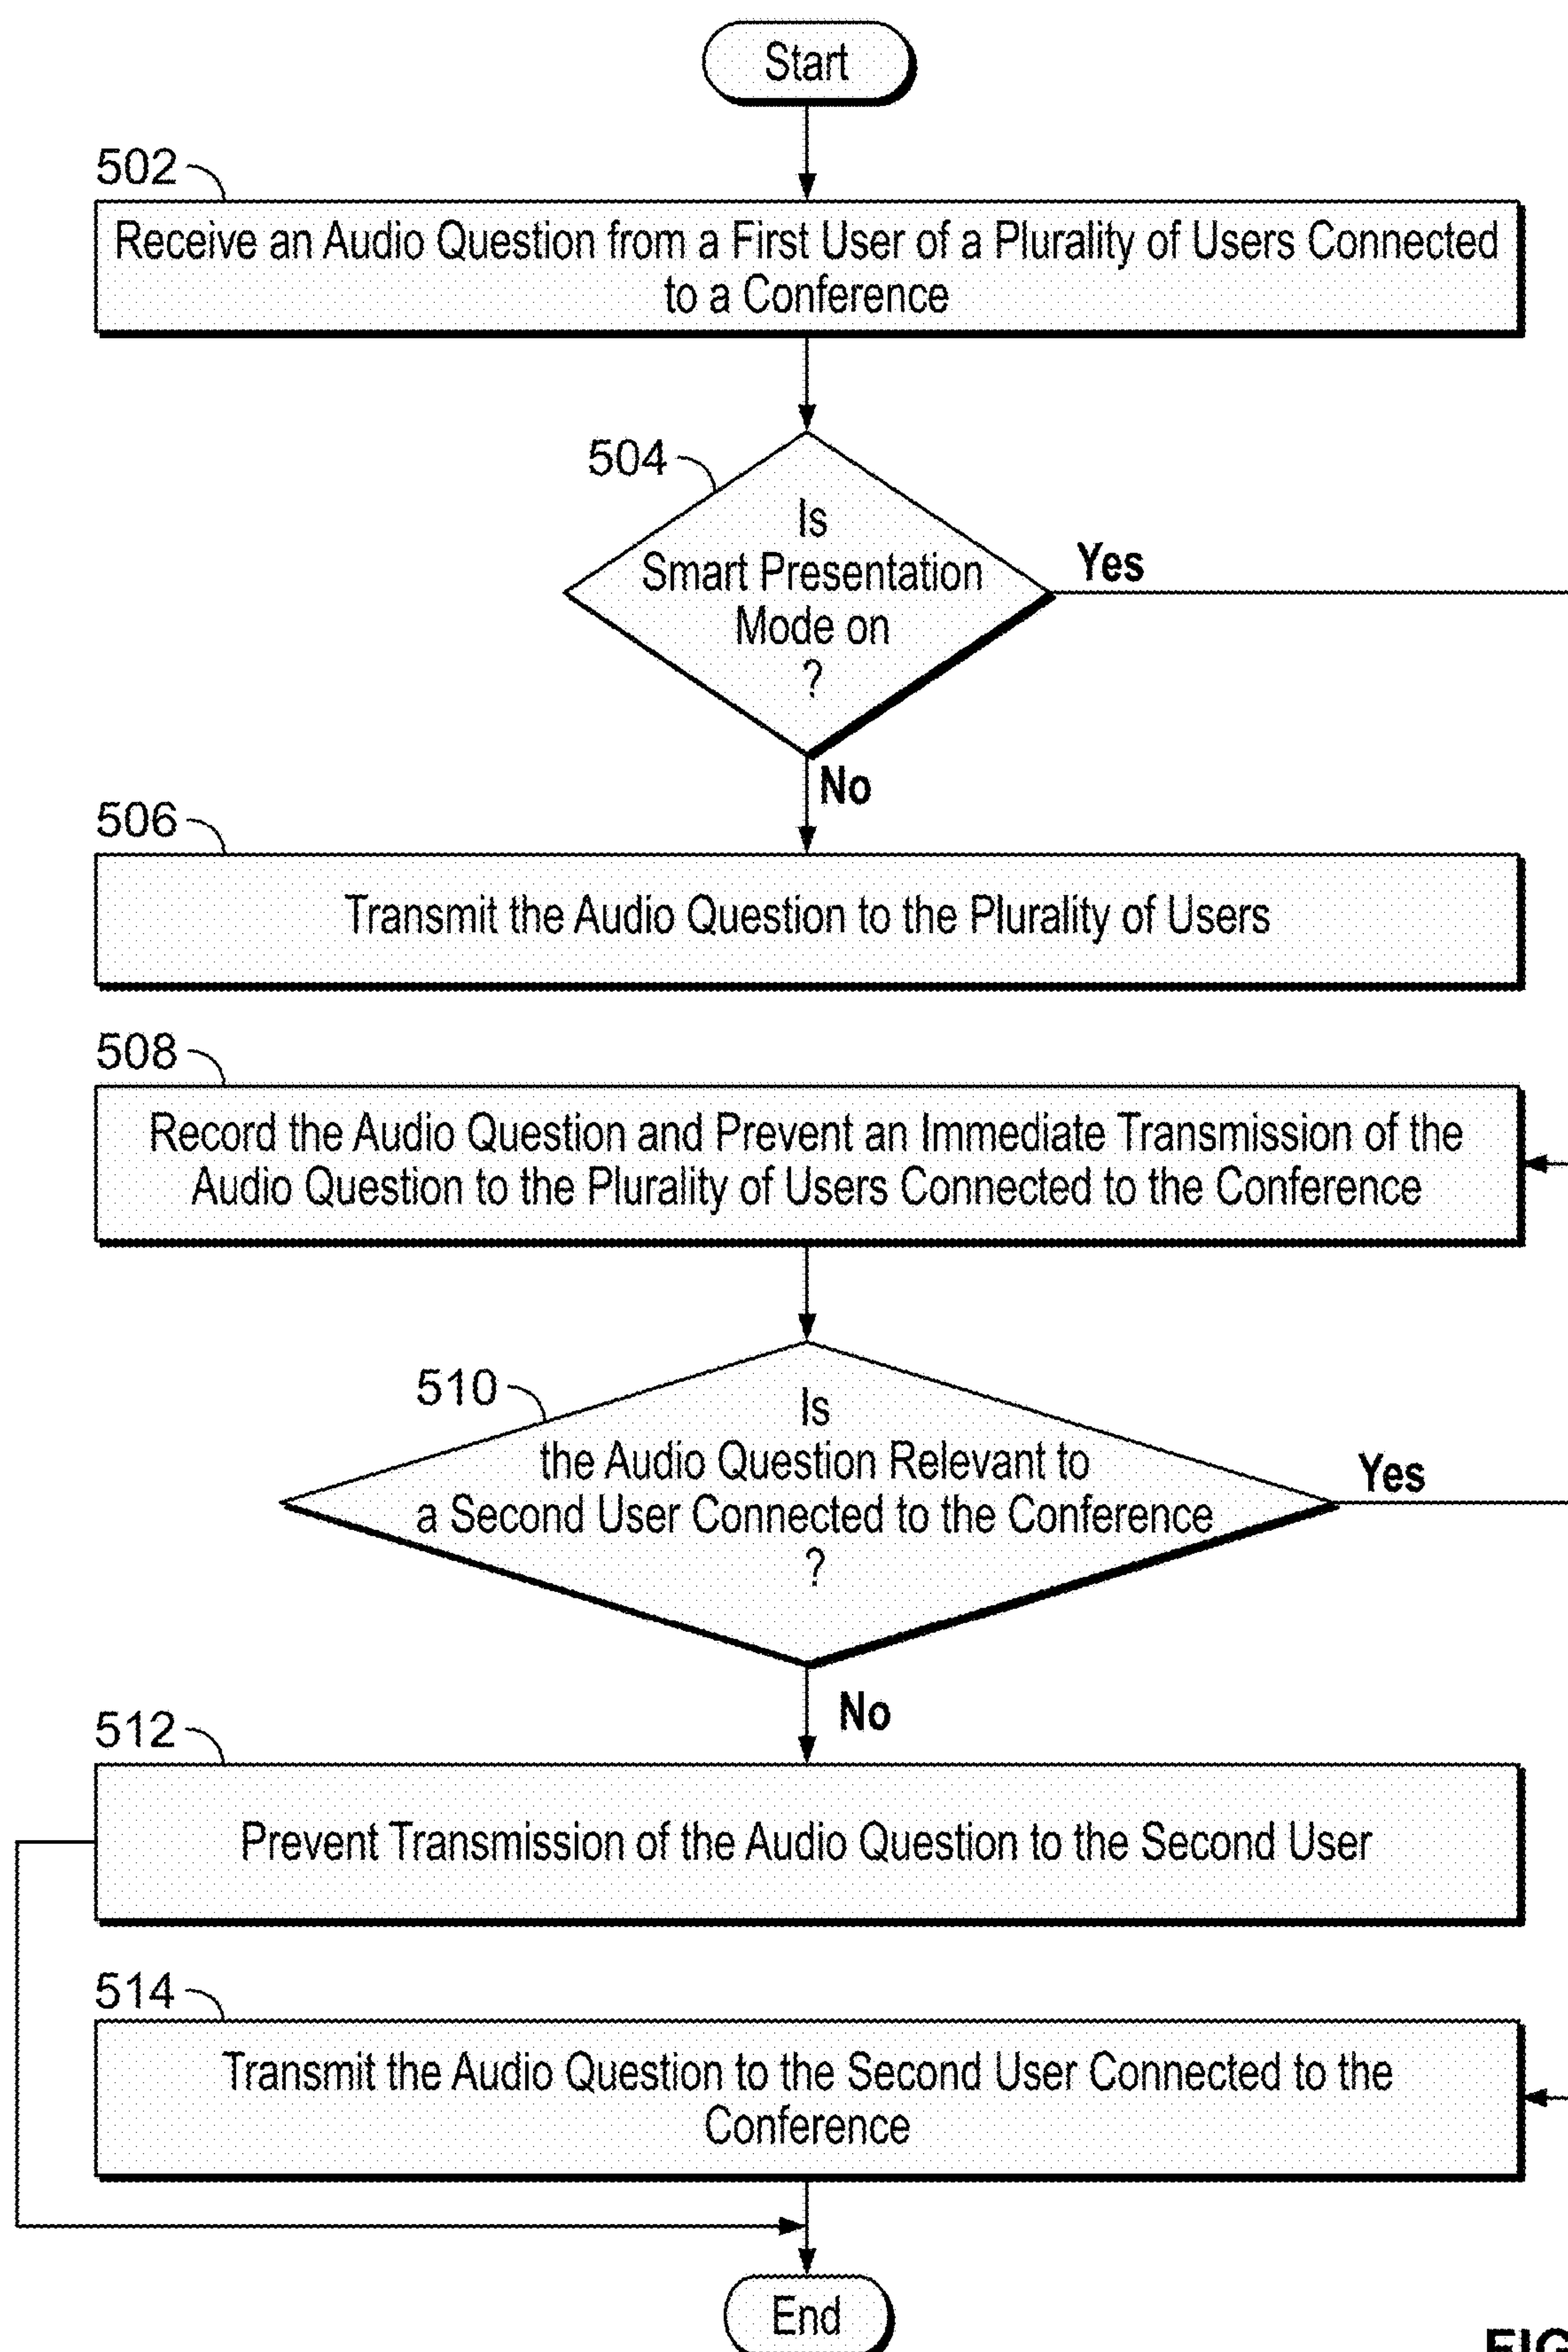 Start
502
Receive an Audio Question from a First User of a Plurality of Users Connected
to a Conference
504
Is
Smart Presentation
Mode on
?
Yes
No
506
Transmit the Audio Question to the Plurality of Users
508
Record the Audio Question and Prevent an Immediate Transmission of the
Audio Question to the Plurality of Users Connected to the Conference
510
Is
the Audio Question Relevant to
a Second User Connected to the Conference
?
Yes
No
512
Prevent Transmission of the Audio Question to the Second User
514
Transmit the Audio Question to the Second User Connected to the
Conference
End
FIG